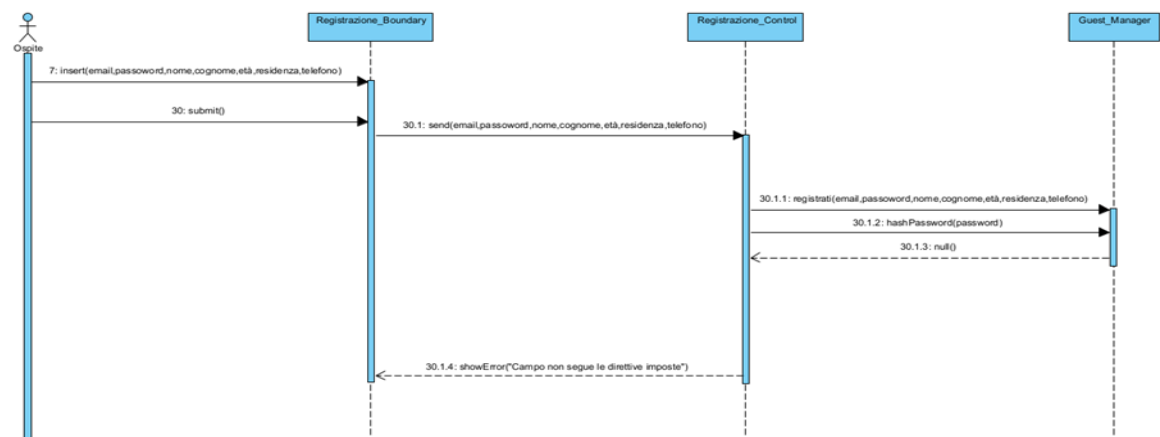 Registrazione_Boundary
Registrazione_Control
Guest_Manager
Ospite
7: insert(email,passoword,nome,cognome,età,residenza,telefono)
30: submit()
30.1: send(email,passoword,nome,cognome,età,residenza,telefono)
30.1.1: registrati(email,passoword,nome,cognome,età,residenza,telefono)
30.1.2: hashPassword(password)
30.1.3: null()
30.1.4: showError("Campo non segue le direttive imposte")